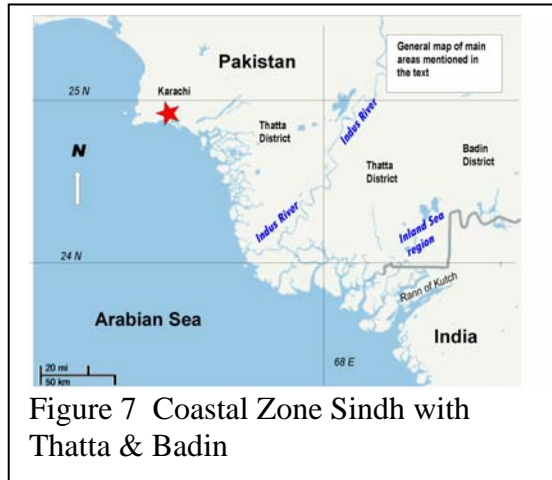 General map of main
areas mentioned in
the text
Pakistan
25 N
Karachi
Indus River
Thatta
District
Badin
District
N
Thatta
District
Indus River
Inland Sea
region
24 N
Rann of Kutch
Arabian Sea
India
68 E
20 mi
50 km
Figure 7 Coastal Zone Sindh with
Thatta & Badin